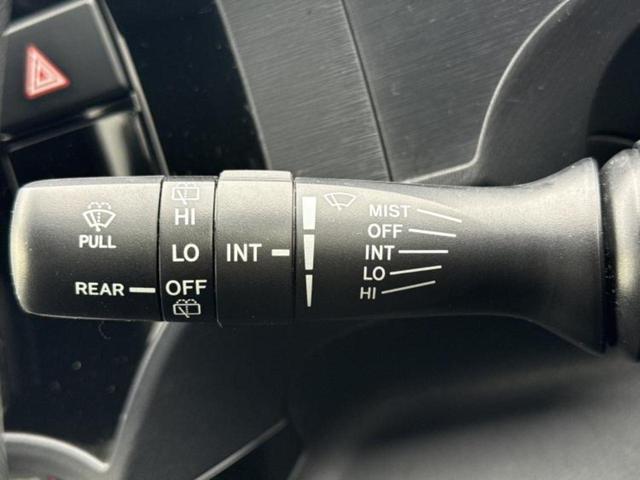 PULL
REAR
HI
LO
OFF
INT
MIST
OFF
INT
LO
HI